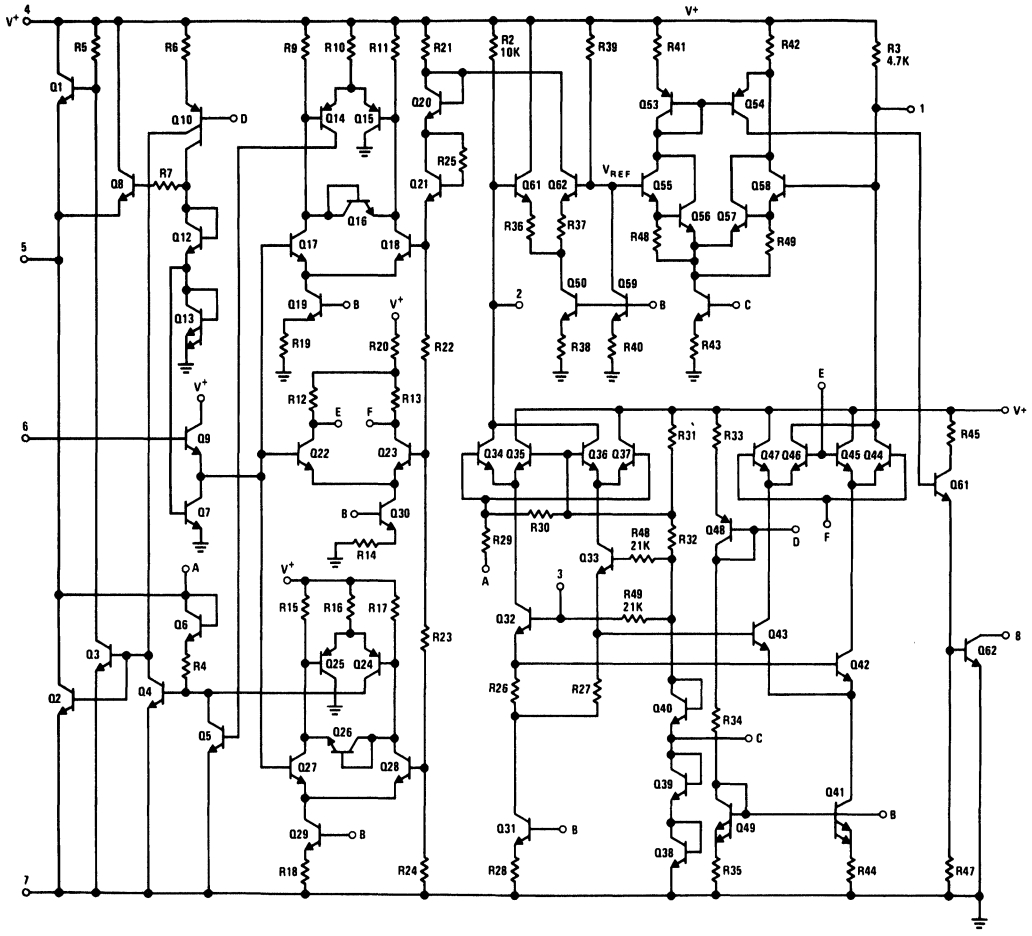 V+ 4
V+
R5
R6
R9
R10
R11
R21
R2
10K
R39
R41
R42
R3
4.7K
Q1
Q10
D
Q14
Q15
Q20
Q53
Q54
1
R7
Q8
R25
Q21
Q61
Q62
VREF
Q55
Q58
Q16
R36
R37
Q56
Q57
Q12
Q17
Q18
R48
R49
5
Q19
B
Q50
Q59
B
C
2
Q13
V+
R19
R20
R22
R38
R40
R43
V+
R12
R13
E
V+
6
Q9
E
F
R31
R33
R45
Q22
Q23
Q34
Q35
Q36
Q37
Q47
Q46
Q45
Q44
Q61
Q7
B
Q30
R30
Q48
D
F
R14
R29
Q33
R48
21K
R32
A
V+
A
R15
R16
R17
3
R49
21K
Q6
Q32
Q43
8
Q3
R4
Q25
Q24
R23
Q42
Q62
Q2
Q4
R26
R27
Q40
R34
Q5
Q26
C
Q27
Q28
Q39
Q41
Q29
B
Q31
B
Q38
Q49
B
R18
R24
R28
R35
R44
R47
7